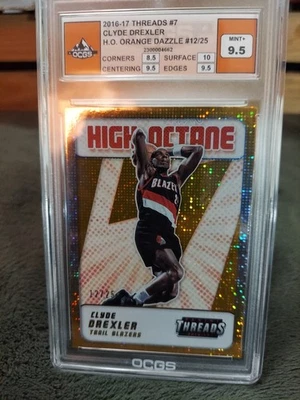 2016-17 THREADS #7
CLYDE DREXLER
H.O. ORANGE DAZZLE #12/25
2500004662
OCGS
CORNERS 8.5 SURFACE 10
CENTERING 9.5 EDGES 9.5
MINT+
9.5
HIGH OCTANE
BLAZERS
12/25
CLYDE
DREXLER
TRAIL BLAZERS
THREADS
OCGS